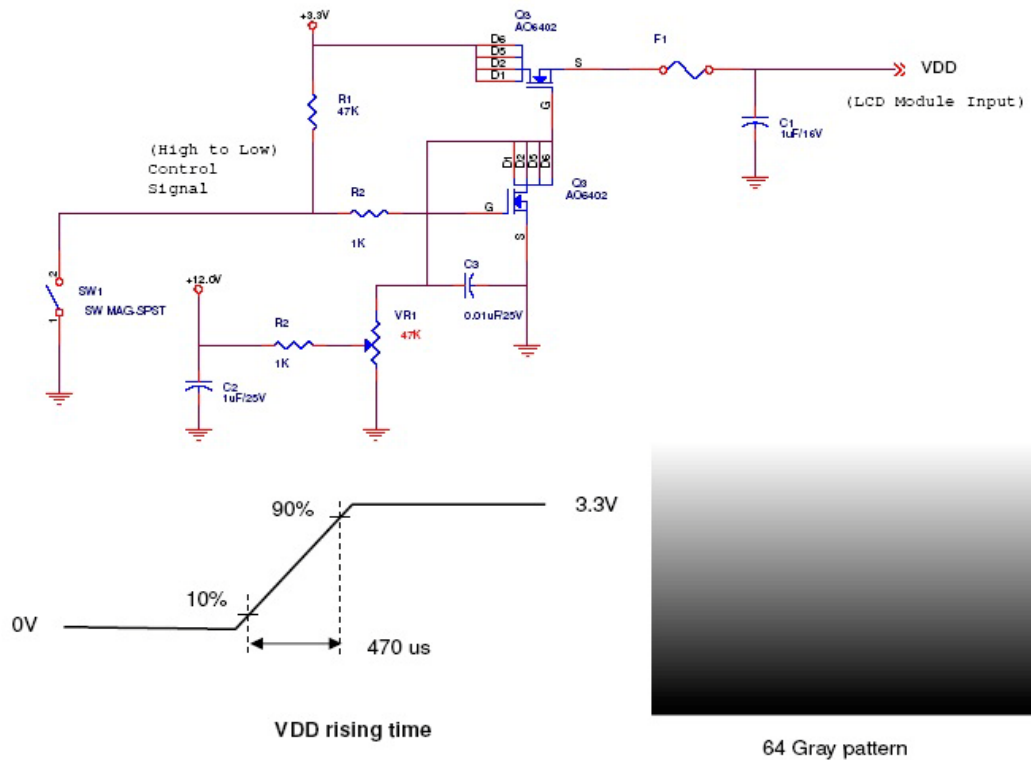 +3.3V
Q3
AO6402
D6
D5
D2
D1
S
G
F1
VDD
(LCD Module Input)
R1
47K
C1
1uF/16V
(High to Low)
Control
Signal
D1
D2
D5
D6
Q3
AO6402
R2
1K
G
S
2
1
SW1
SW MAG-SPST
+12.0V
C3
0.01uF/25V
R2
1K
VR1
47K
C2
1uF/25V
90%
3.3V
10%
0V
470 us
VDD rising time
64 Gray pattern